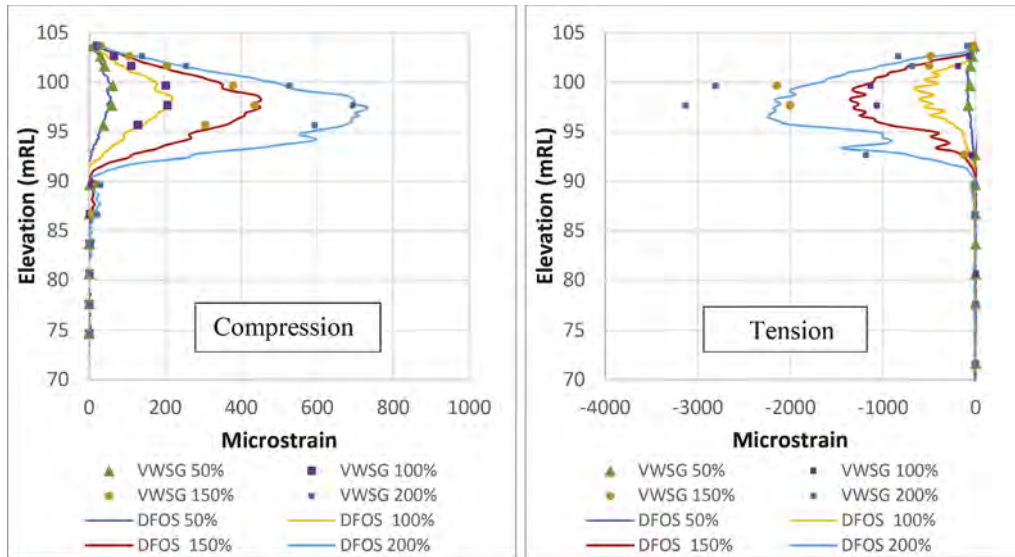 105
100
95
90
85
80
75
70
Elevation (mRL)
Compression
0 200 400 600 800 1000
Microstrain
VWSG 50% VWSG 100%
VWSG 150% VWSG 200%
DFOS 50% DFOS 100%
DFOS 150% DFOS 200%
105
100
95
90
85
80
75
70
Elevation (mRL)
Tension
-4000 -3000 -2000 -1000 0
Microstrain
VWSG 50% VWSG 100%
VWSG 150% VWSG 200%
DFOS 50% DFOS 100%
DFOS 150% DFOS 200%